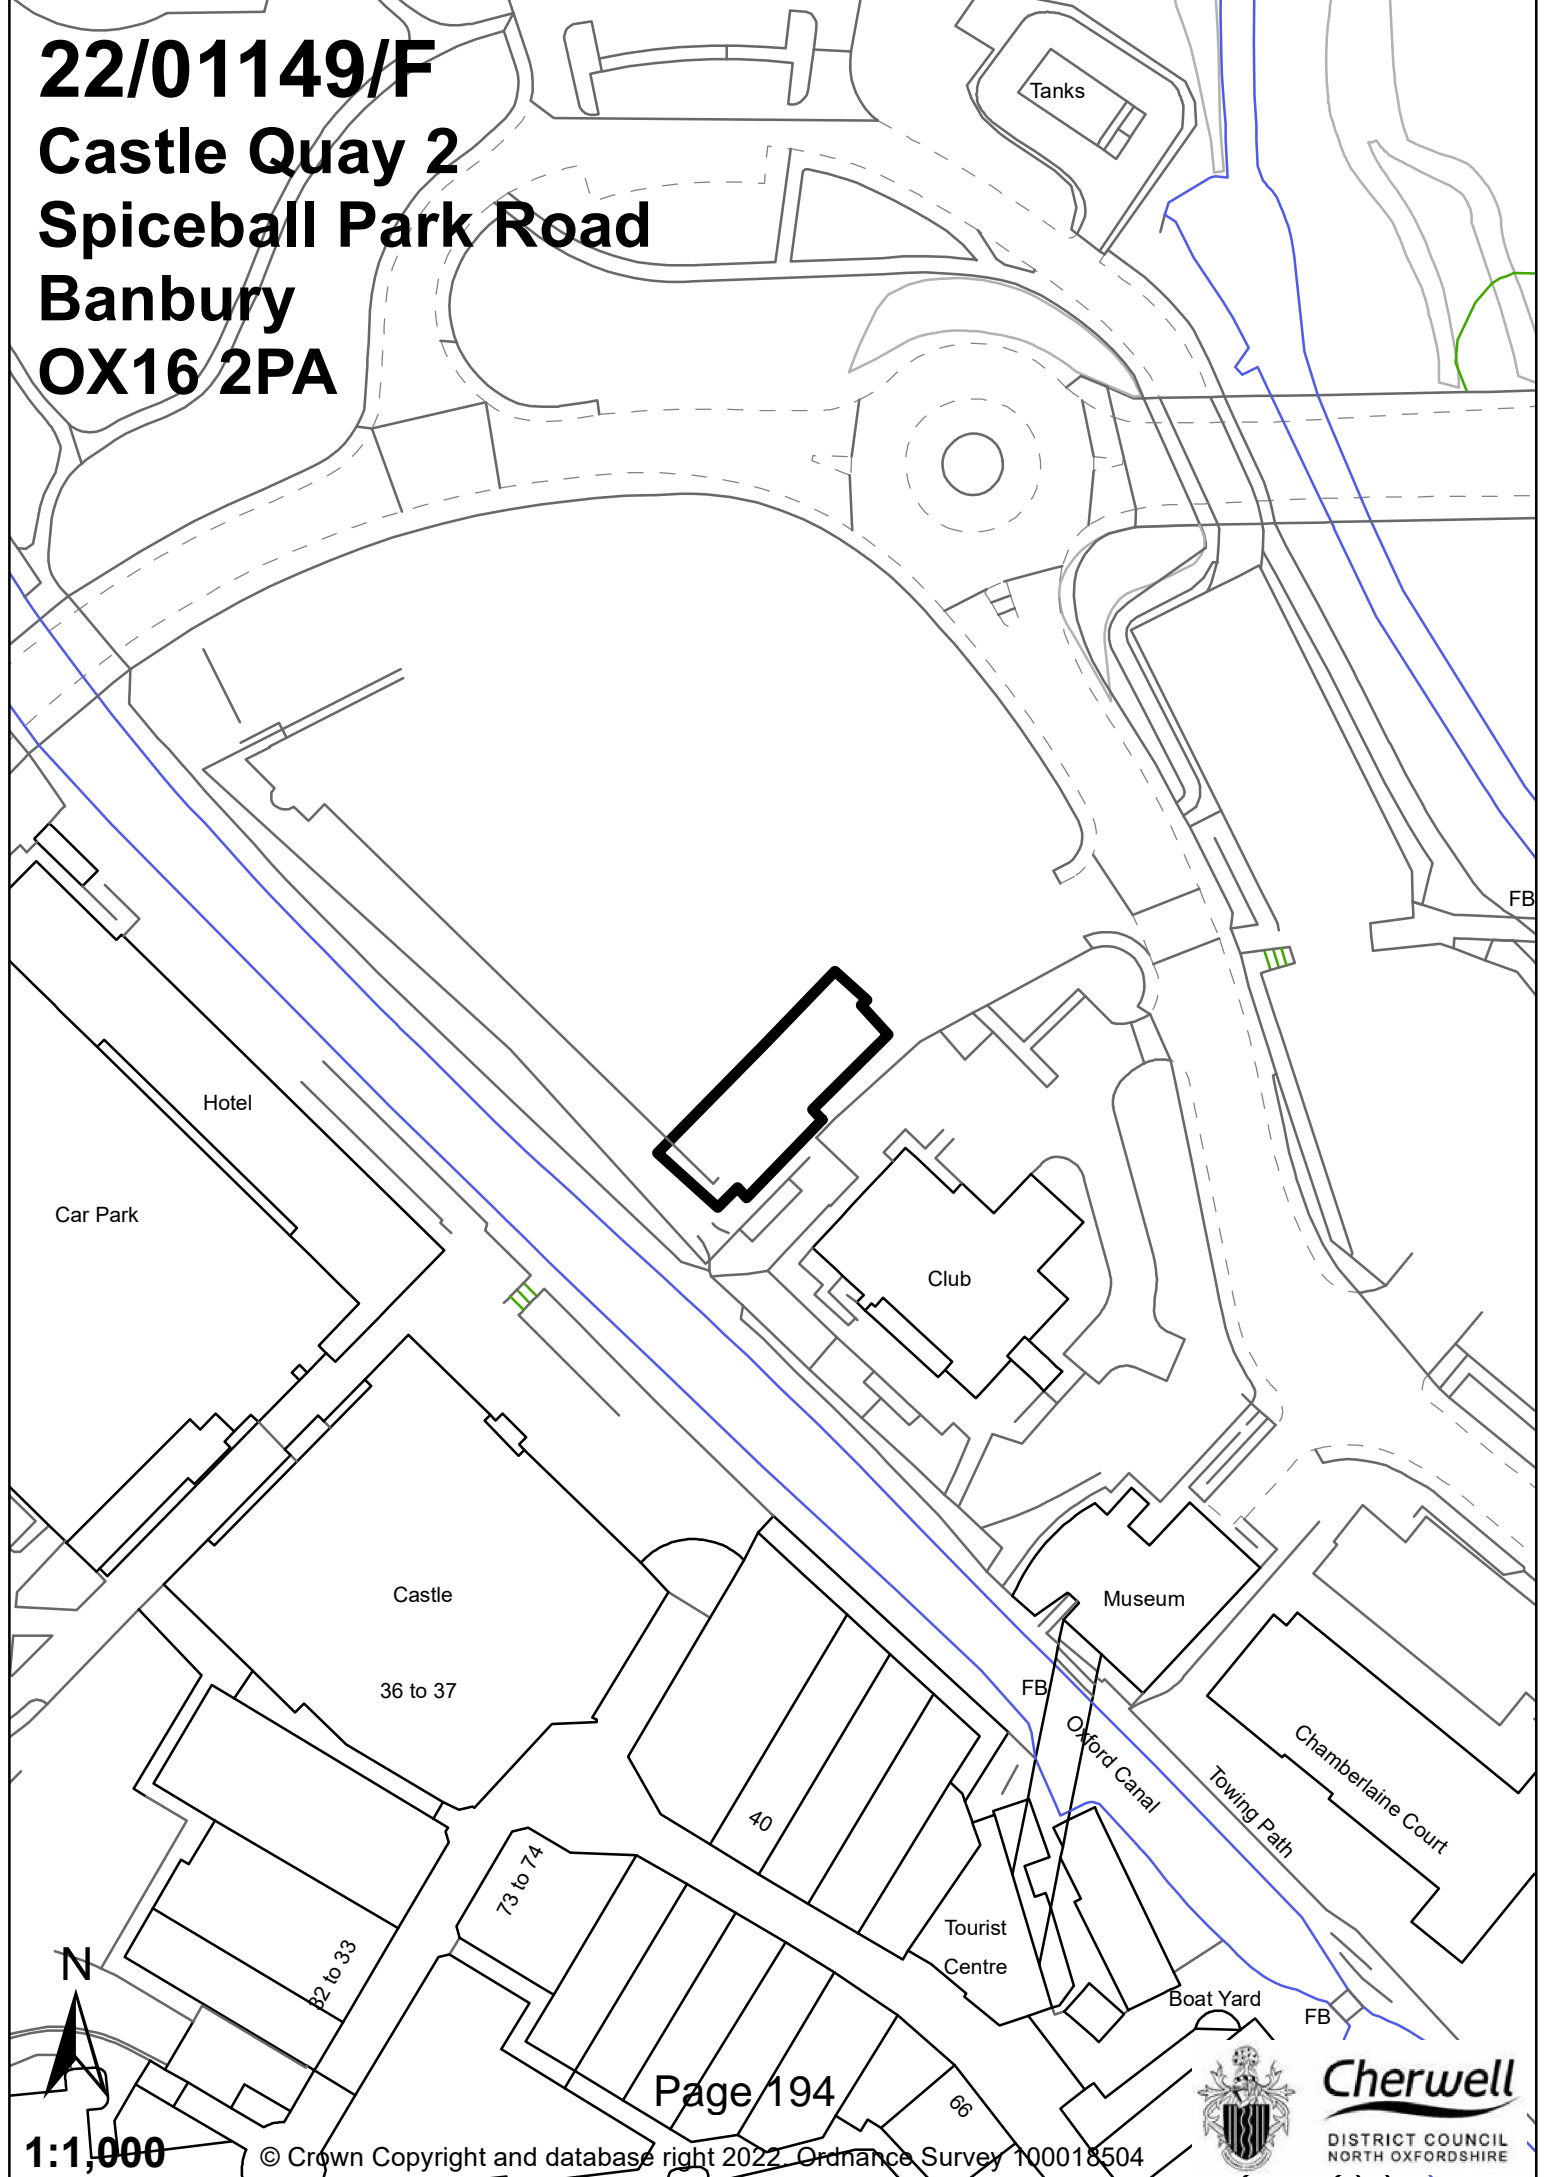 22/01149/F
Castle Quay 2
Spiceball Park Road
Banbury
OX16 2PA
Tanks
FB
Hotel
Car Park
Club
Castle
36 to 37
Museum
FB
Oxford Canal
Towing Path
Chamberlaine Court
40
73 to 74
32 to 33
Tourist
Centre
Boat Yard
FB
N
66
Page 194
1:1,000
© Crown Copyright and database right 2022. Ordnance Survey 100018504
Cherwell
DISTRICT COUNCIL
NORTH OXFORDSHIRE